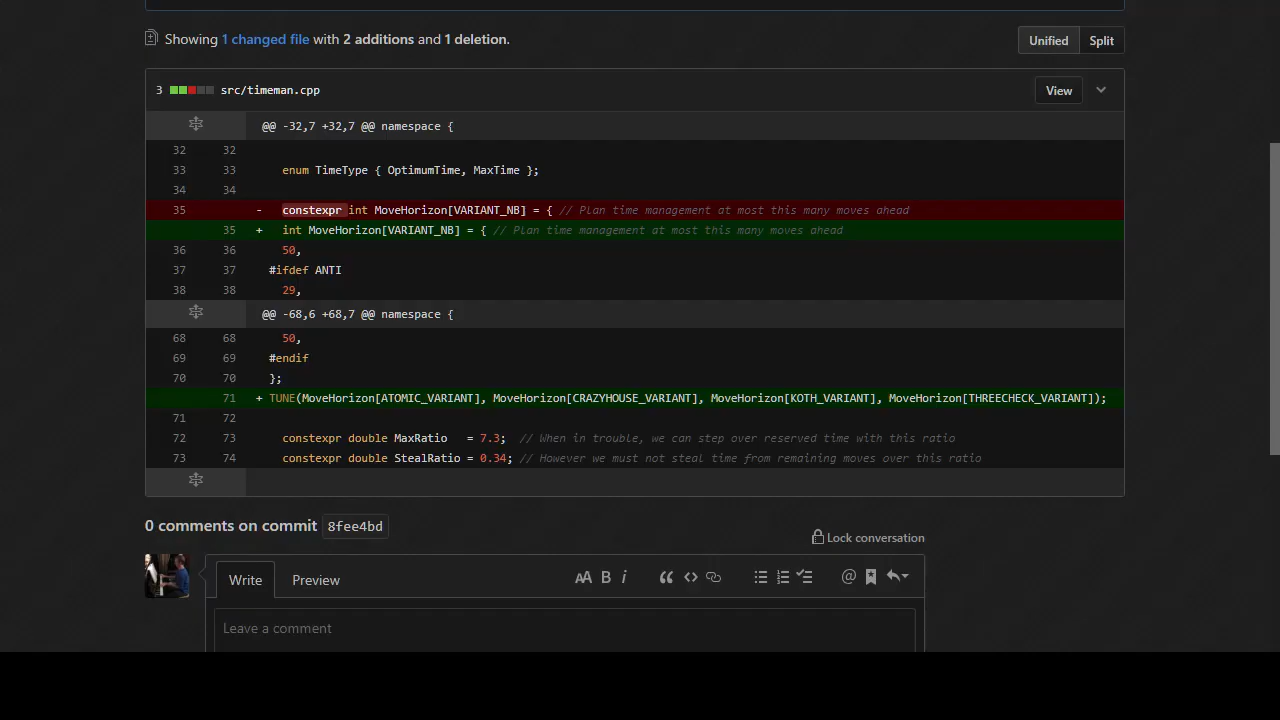 Showing 1 changed file with 2 additions and 1 deletion.
Unified Split
3 src/timeman.cpp View
@@ -32,7 +32,7 @@ namespace {
32 32
33 33 enum TimeType { OptimumTime, MaxTime };
34 34
35 - constexpr int MoveHorizon[VARIANT_NB] = { // Plan time management at most this many moves ahead
35 + int MoveHorizon[VARIANT_NB] = { // Plan time management at most this many moves ahead
36 36 50,
37 37 #ifdef ANTI
38 38 29,
@@ -68,6 +68,7 @@ namespace {
68 68 50,
69 69 #endif
70 70 };
71 + TUNE(MoveHorizon[ATOMIC_VARIANT], MoveHorizon[CRAZYHOUSE_VARIANT], MoveHorizon[KOTH_VARIANT], MoveHorizon[THREECHECK_VARIANT]);
71 72
72 73 constexpr double MaxRatio = 7.3; // When in trouble, we can step over reserved time with this ratio
73 74 constexpr double StealRatio = 0.34; // However we must not steal time from remaining moves over this ratio
0 comments on commit 8fee4bd
Lock conversation
Write Preview AA B i
Leave a comment